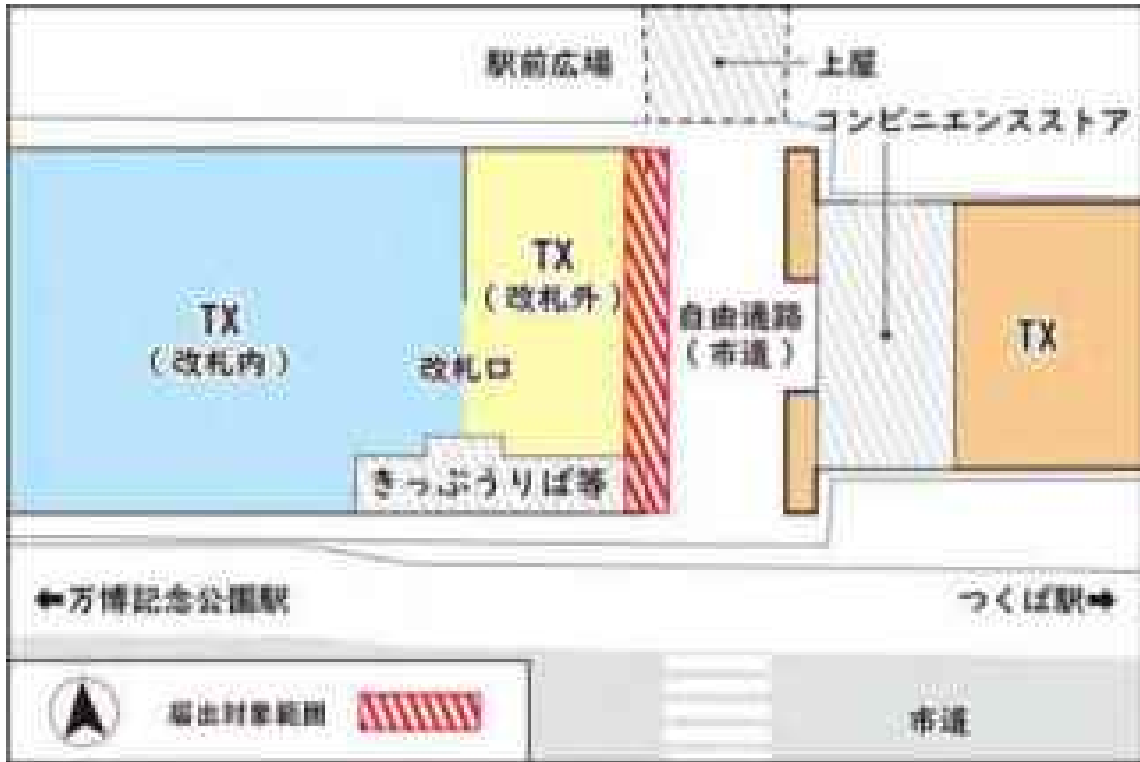 駅前広場
上屋
コンビニエンスストア
TX
(改札外)
TX
(改札内)
改札口
自由通路
(市道)
TX
きっぷうりば等
←万博記念公園駅
つくば駅→
届出対象範囲
市道